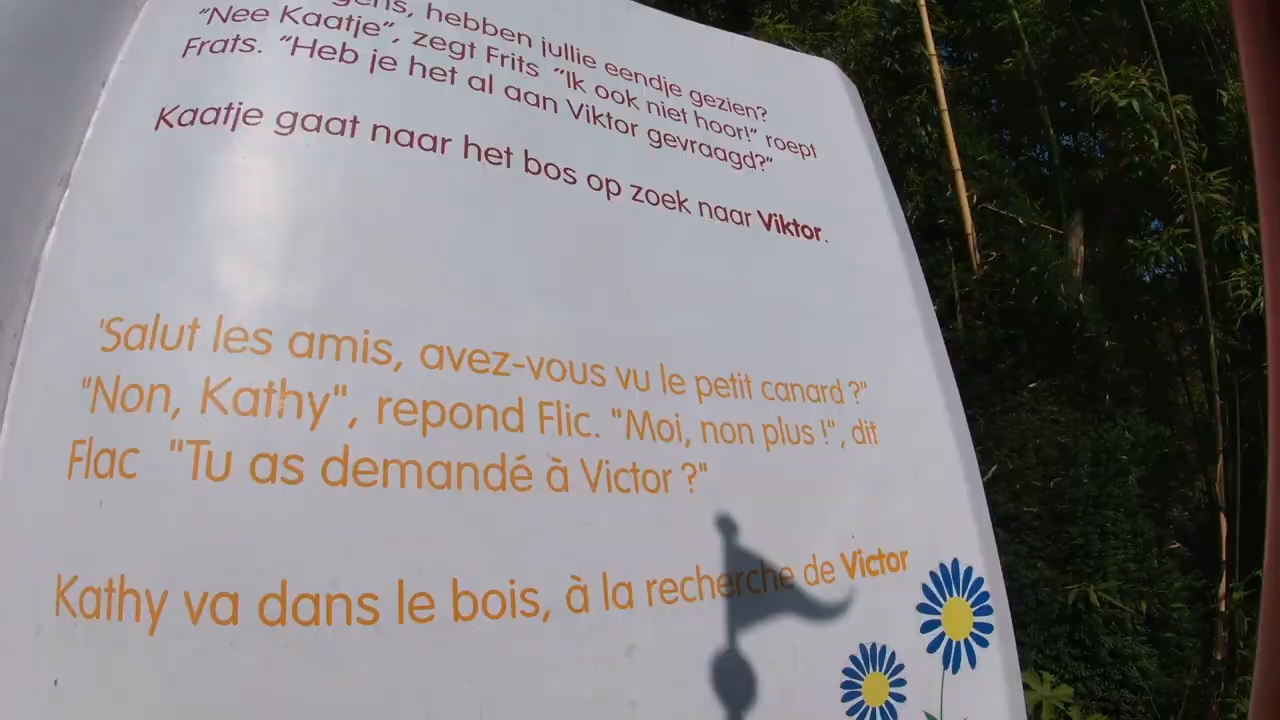 hebben jullie eendje gezien?
“Nee Kaatje”, zegt Frits “Ik ook niet hoor!” roept
Frats. “Heb je het al aan Viktor gevraagd?”
Kaatje gaat naar het bos op zoek naar Viktor.
'Salut les amis, avez-vous vu le petit canard ?"
"Non, Kathy", repond Flic. "Moi, non plus !", dit
Flac "Tu as demandé à Victor ?"
Kathy va dans le bois, à la recherche de Victor